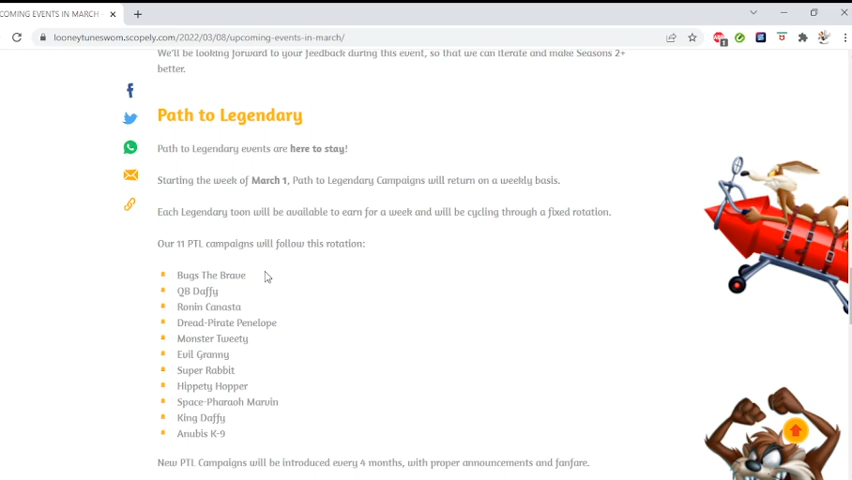 COMING EVENTS IN MARCH
looneytuneswom.scopely.com/2022/03/08/upcoming-events-in-march/
We'll be looking forward to your feedback during this event, so that we can iterate and make Seasons 2+
better.
Path to Legendary
Path to Legendary events are here to stay!
Starting the week of March 1, Path to Legendary Campaigns will return on a weekly basis.
Each Legendary toon will be available to earn for a week and will be cycling through a fixed rotation.
Our 11 PTL campaigns will follow this rotation:
Bugs The Brave
QB Daffy
Ronin Canasta
Dread-Pirate Penelope
Monster Tweety
Evil Granny
Super Rabbit
Hippety Hopper
Space-Pharaoh Marvin
King Daffy
Anubis K-9
New PTL Campaigns will be introduced every 4 months, with proper announcements and fanfare.